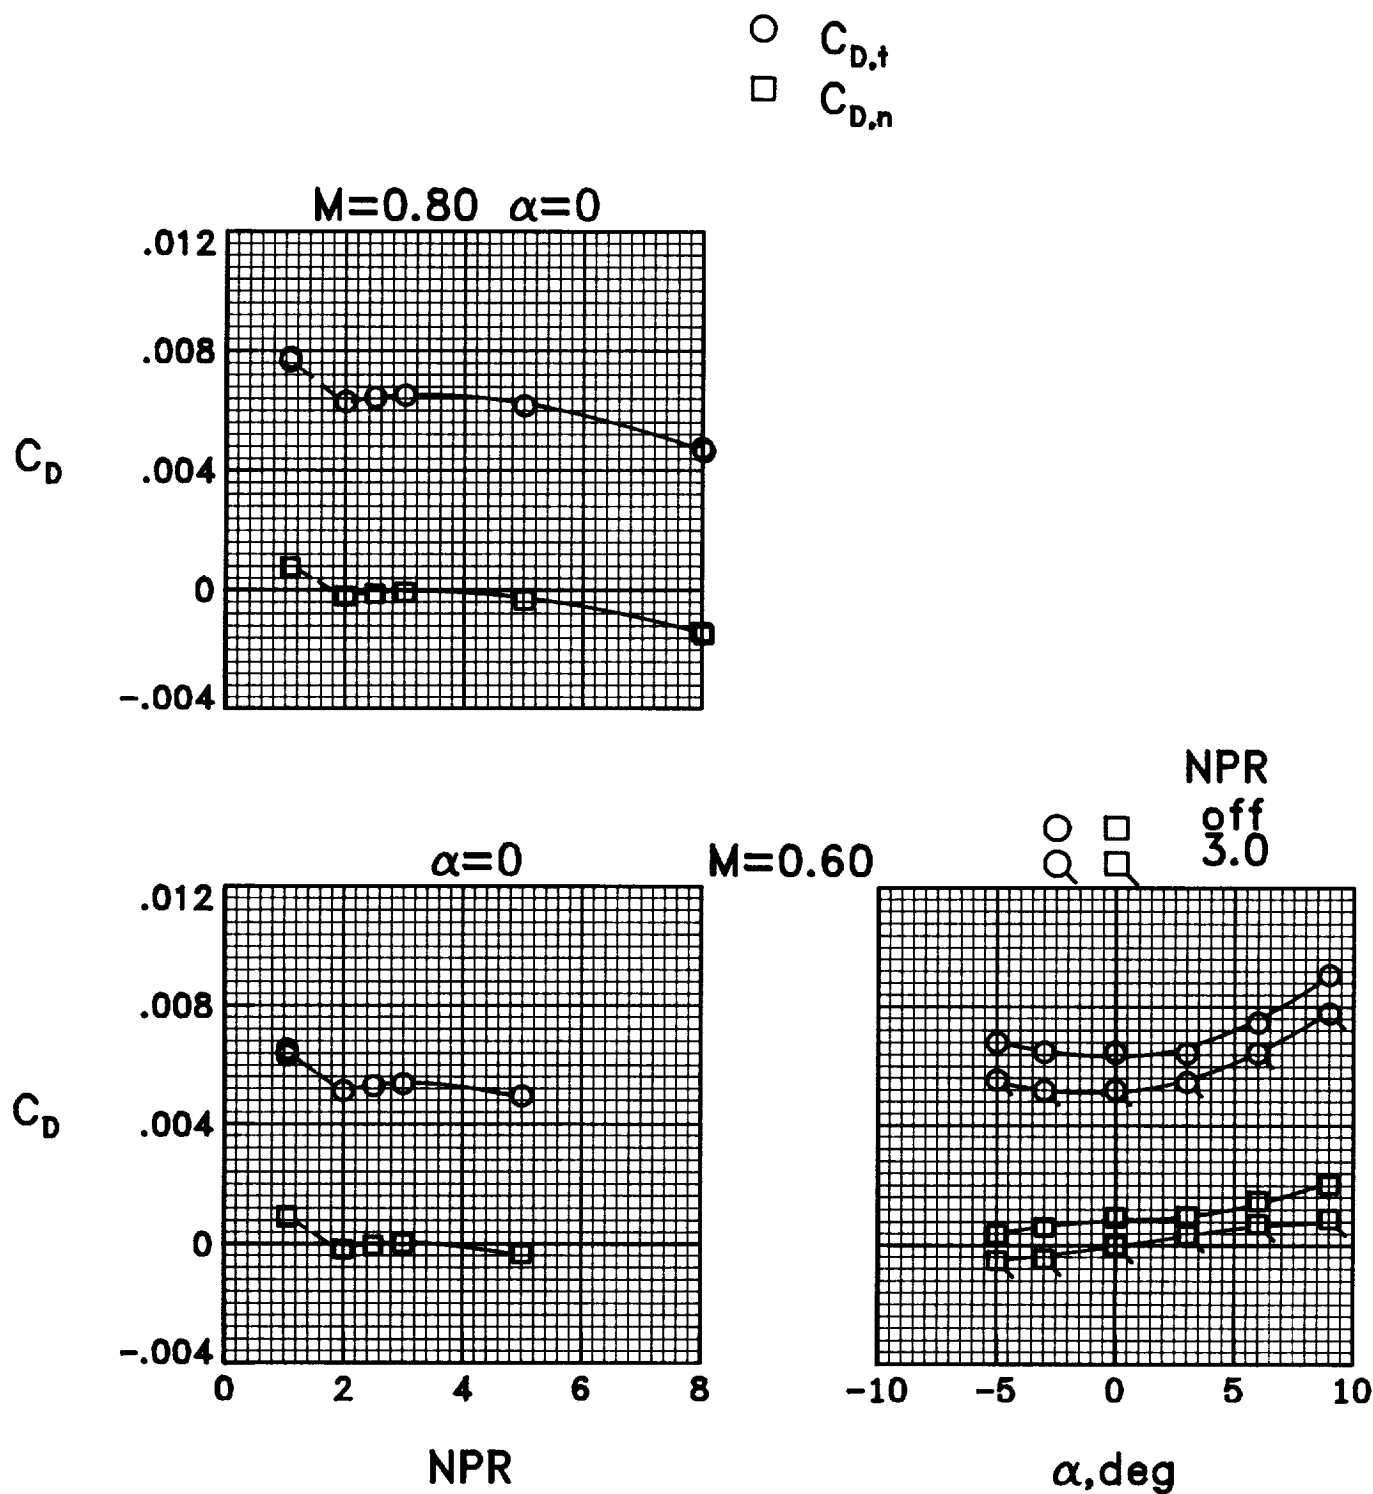 C_D,t
C_D,n
M=0.80 α=0
.012
.008
C_D
.004
0
-.004
NPR
off
3.0
α=0
M=0.60
.012
.008
C_D
.004
0
-.004
0 2 4 6 8
-10 -5 0 5 10
NPR
α,deg